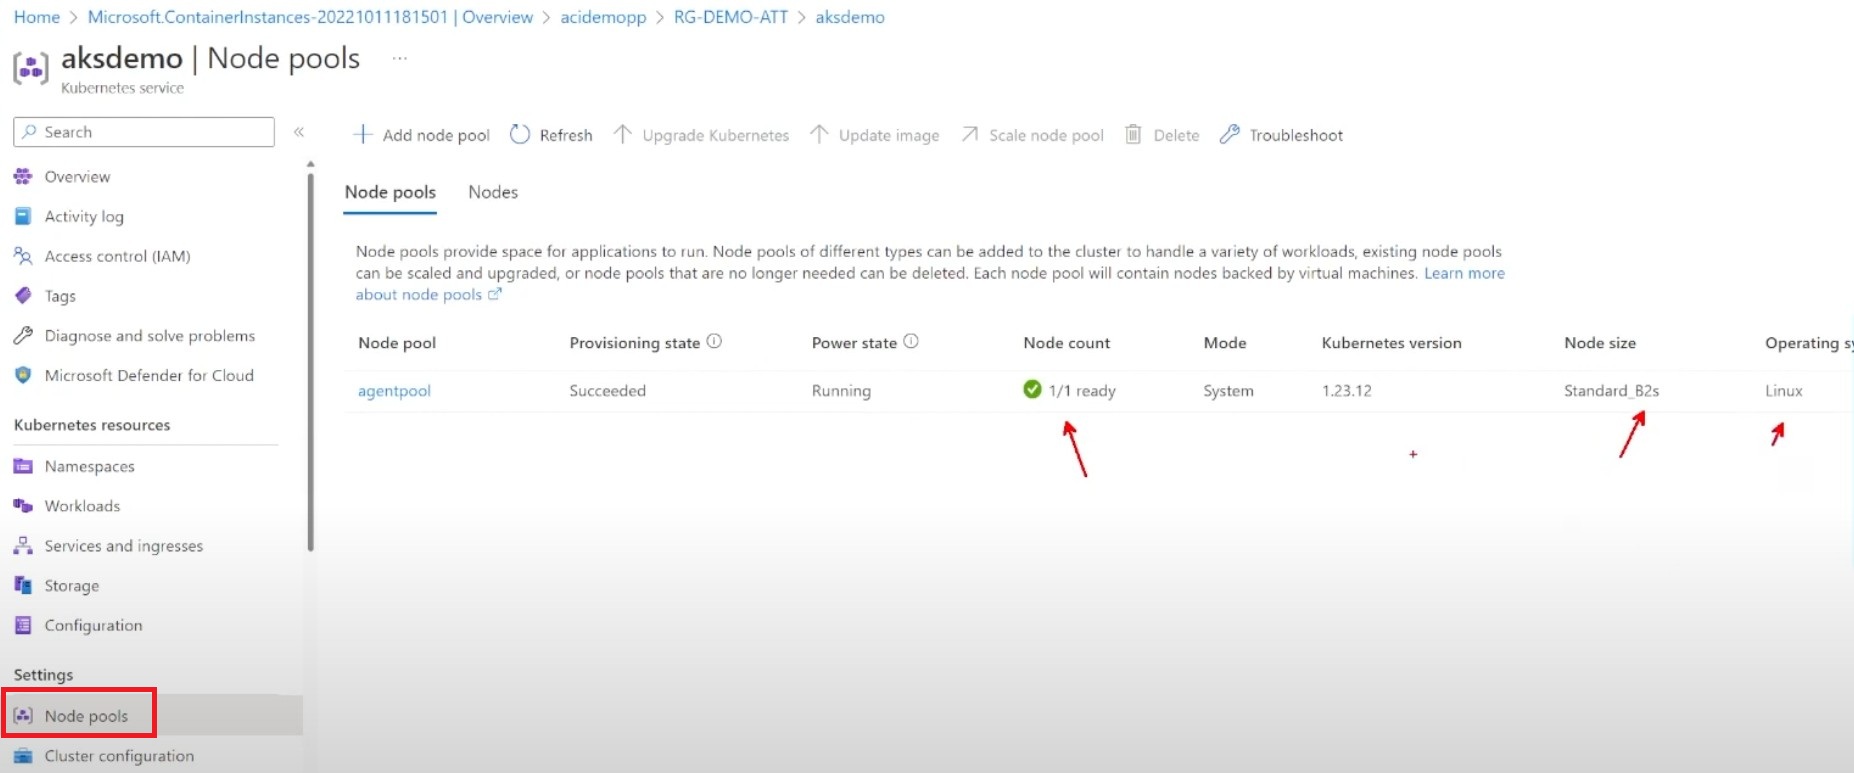 Home > Microsoft.ContainerInstances-20221011181501 | Overview > acidemopp > RG-DEMO-ATT > aksdemo
aksdemo | Node pools ...
Kubernetes service
Search
«
Add node pool
Refresh
Upgrade Kubernetes
Update image
Scale node pool
Delete
Troubleshoot
Overview
Activity log
Access control (IAM)
Tags
Diagnose and solve problems
Microsoft Defender for Cloud
Kubernetes resources
Namespaces
Workloads
Services and ingresses
Storage
Configuration
Settings
Node pools
Cluster configuration
Node pools Nodes
Node pools provide space for applications to run. Node pools of different types can be added to the cluster to handle a variety of workloads, existing node pools
can be scaled and upgraded, or node pools that are no longer needed can be deleted. Each node pool will contain nodes backed by virtual machines. Learn more
about node pools
Node pool Provisioning state Power state Node count Mode Kubernetes version Node size Operating sy
agentpool Succeeded Running 1/1 ready System 1.23.12 Standard_B2s Linux